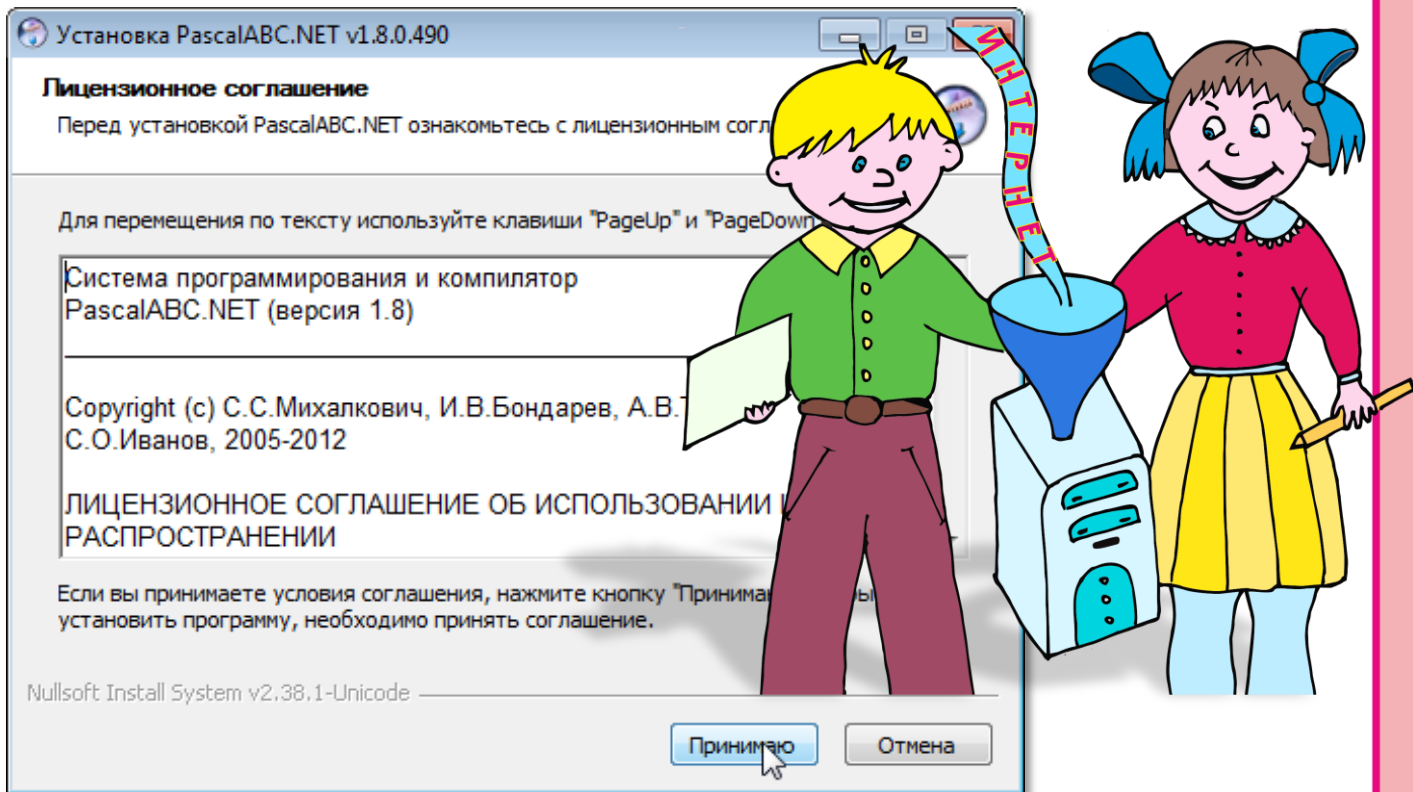 Установка PascalABC.NET v1.8.0.490
Лицензионное соглашение
Перед установкой PascalABC.NET ознакомьтесь с лицензионным
Для перемещения по тексту используйте клавиши "PageUp" и "PageDown
Система программирования и компилятор
PascalABC.NET (версия 1.8)
Copyright (c) С.С.Михалкович, И.В.Бондарев, А.В.
С.О.Иванов, 2005-2012
ЛИЦЕНЗИОННОЕ СОГЛАШЕНИЕ ОБ ИСПОЛЬЗОВАНИИ
РАСПРОСТРАНЕНИИ
Если вы принимаете условия соглашения, нажмите кнопку
установить программу, необходимо принять соглашение.
Nullsoft Install System v2.38.1-Unicode
Принимаю
Отмена
ИНТЕРНЕТ